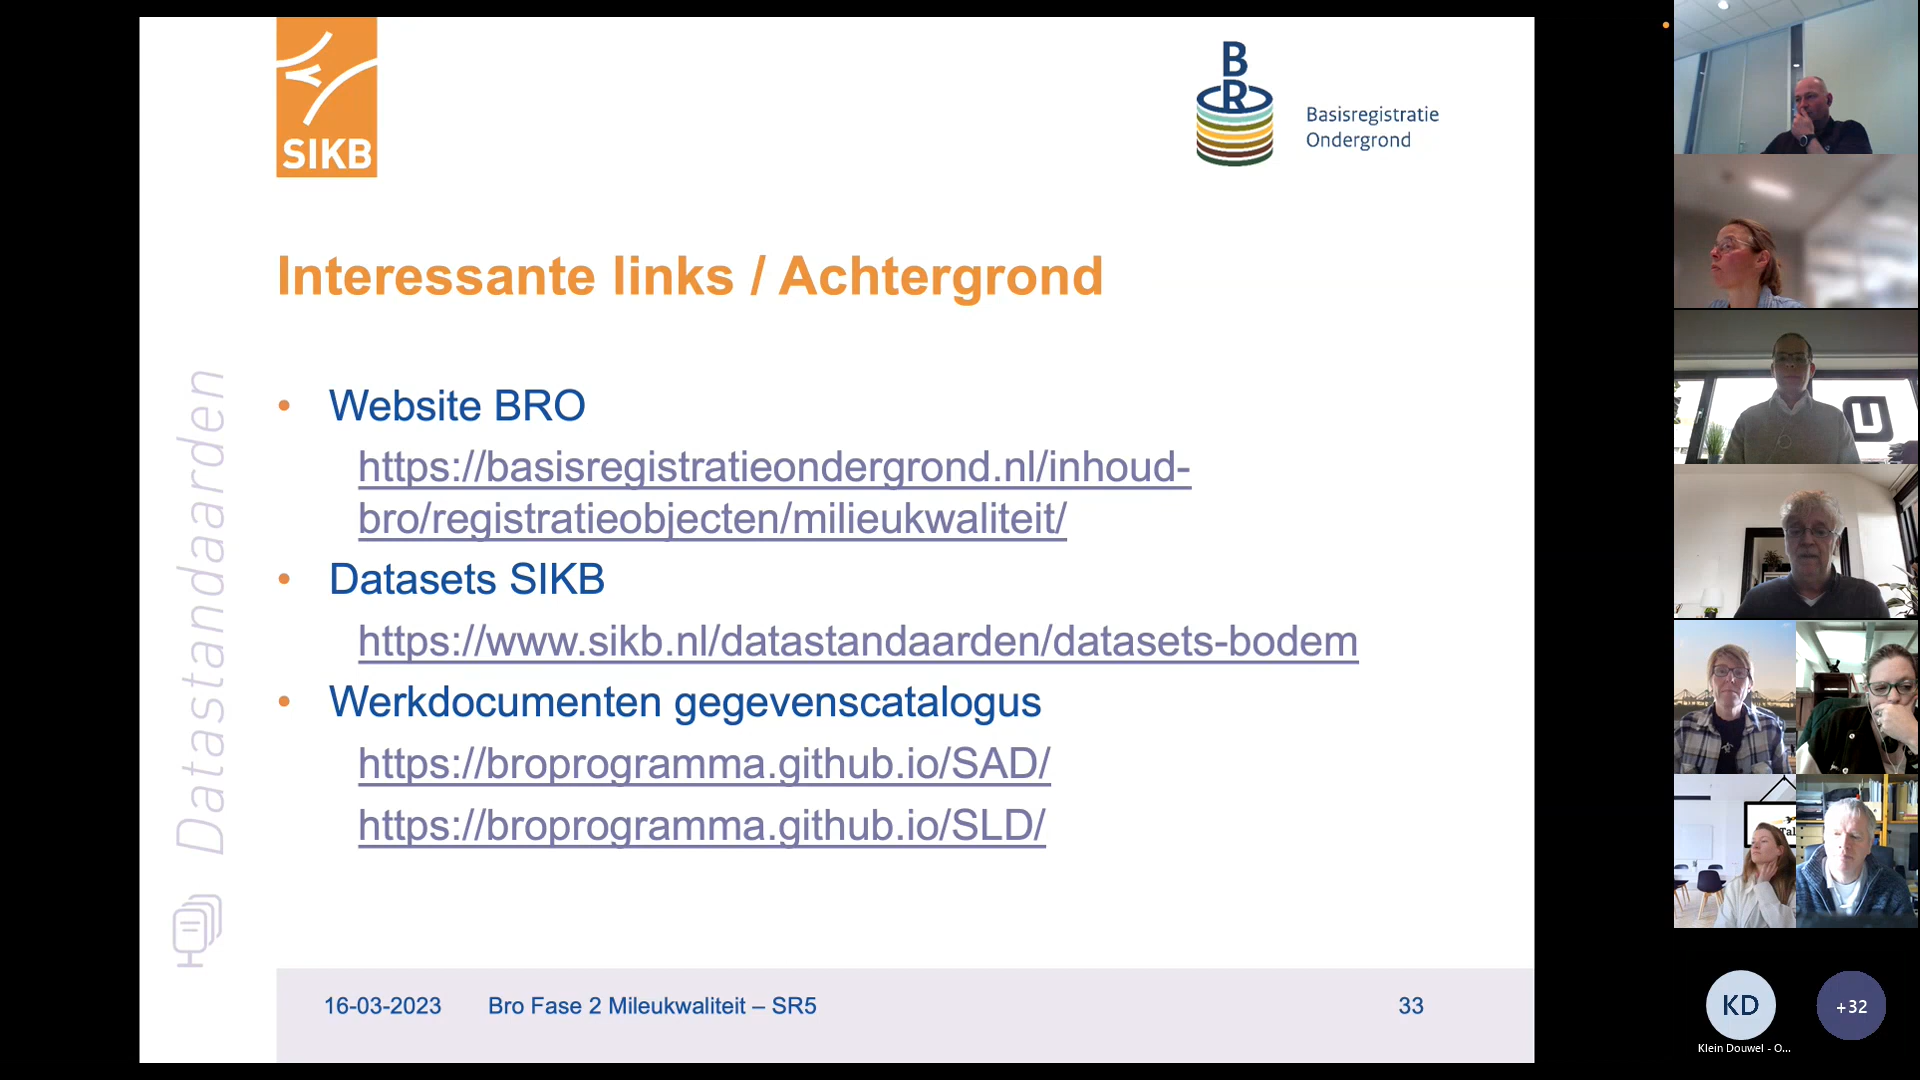 SIKB
B
R
Basisregistratie
Ondergrond
Interessante links / Achtergrond
Datastandaarden
• Website BRO
https://basisregistratieondergrond.nl/inhoud-
bro/registratieobjecten/milieukwaliteit/
• Datasets SIKB
https://www.sikb.nl/datastandaarden/datasets-bodem
• Werkdocumenten gegevenscatalogus
https://broprogramma.github.io/SAD/
https://broprogramma.github.io/SLD/
16-03-2023 Bro Fase 2 Mileukwaliteit – SR5 33
KD
+32
Klein Douwel - O...